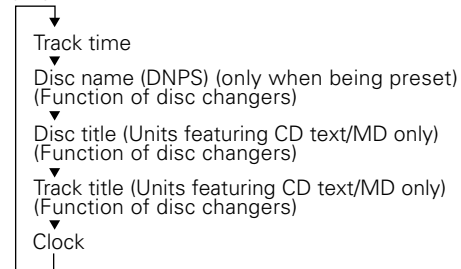 Track time
Disc name (DNPS) (only when being preset)
(Function of disc changers)
Disc title (Units featuring CD text/MD only)
(Function of disc changers)
Track title (Units featuring CD text/MD only)
(Function of disc changers)
Clock